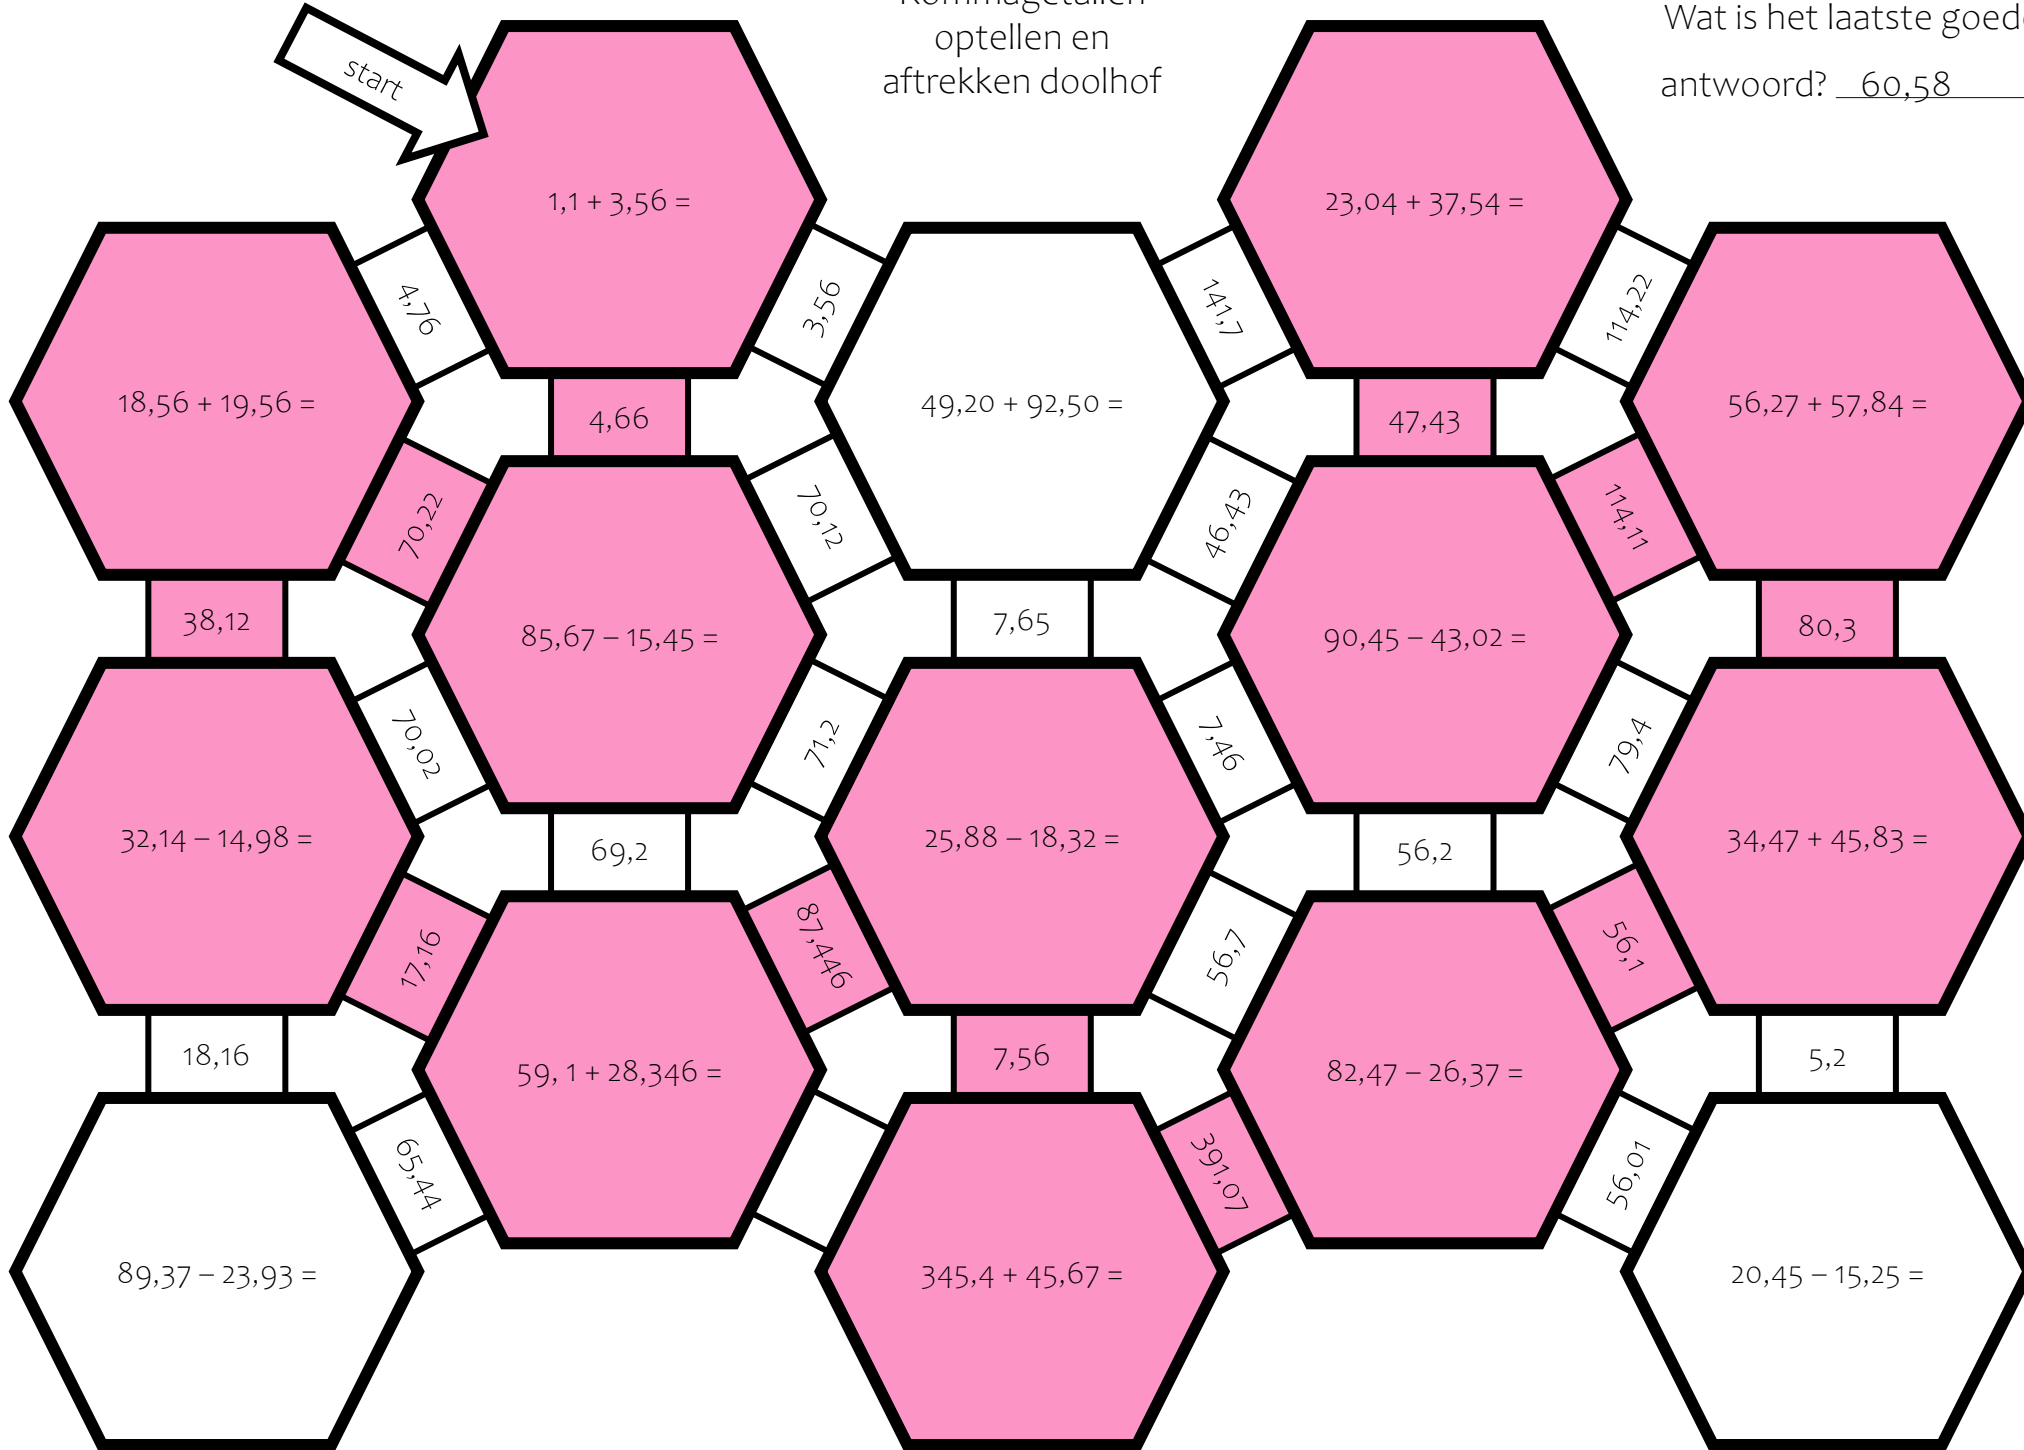 Kommagetallen
optellen en
aftrekken doolhof
Wat is het laatste goed
antwoord? 60,58
start
1,1 + 3,56 =
23,04 + 37,54 =
4,76
3,56
141,7
114,22
18,56 + 19,56 =
4,66
49,20 + 92,50 =
47,43
56,27 + 57,84 =
70,22
70,12
46,43
114,11
38,12
85,67 – 15,45 =
7,65
90,45 – 43,02 =
80,3
70,02
71,2
7,46
79,4
32,14 – 14,98 =
69,2
25,88 – 18,32 =
56,2
34,47 + 45,83 =
17,16
87,446
56,7
56,1
18,16
59, 1 + 28,346 =
7,56
82,47 – 26,37 =
5,2
65,44
391,07
56,01
89,37 – 23,93 =
345,4 + 45,67 =
20,45 – 15,25 =